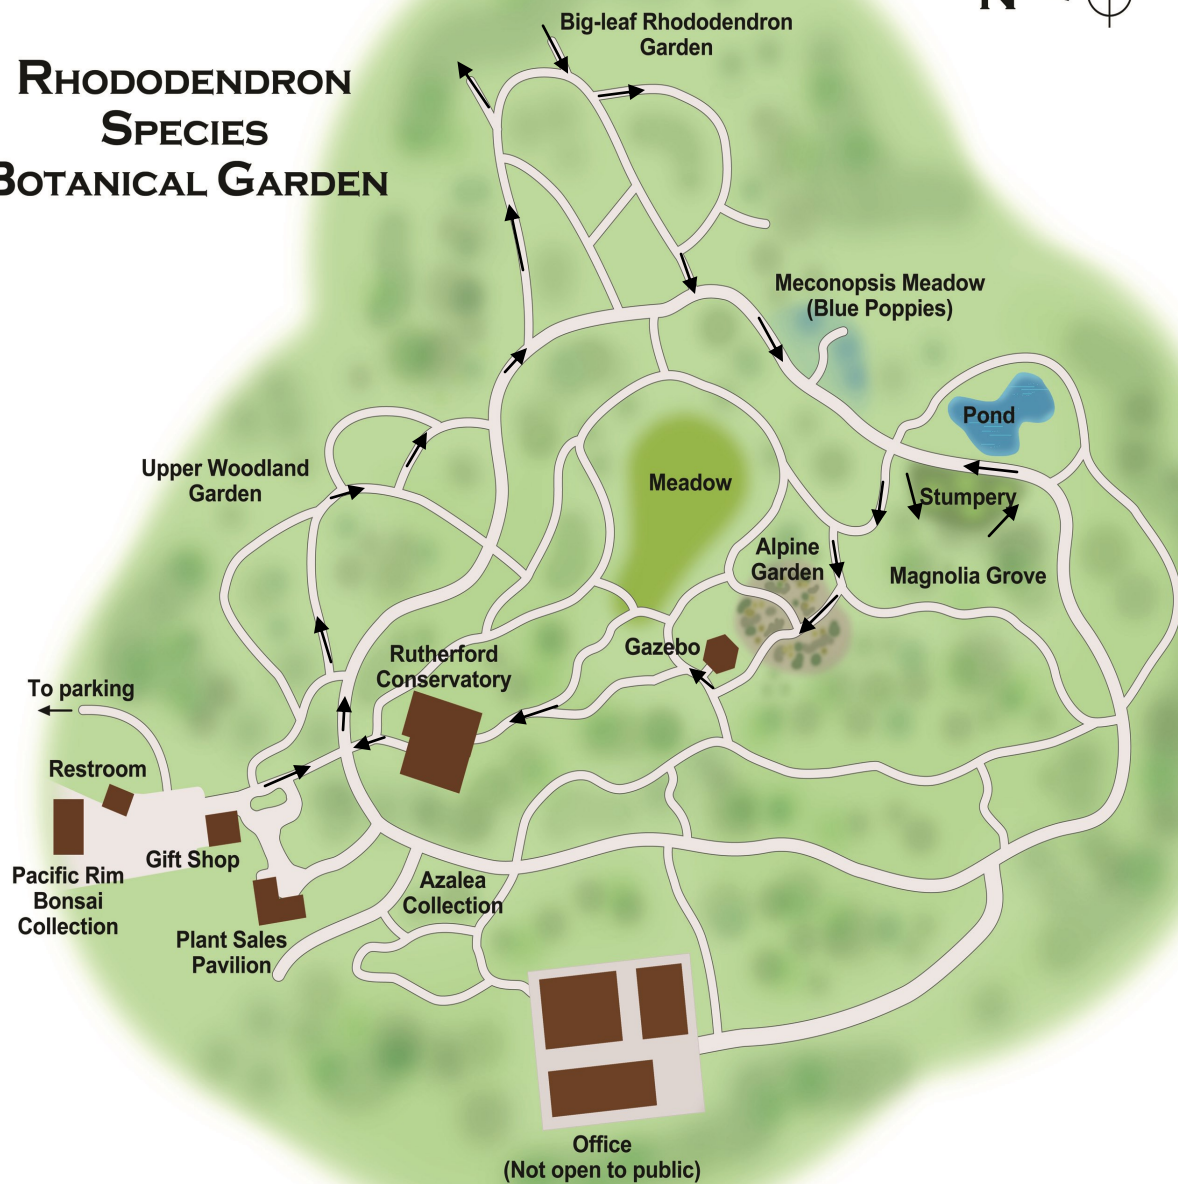 N
Big-leaf Rhododendron
Garden
RHODODENDRON
SPECIES
BOTANICAL GARDEN
Meconopsis Meadow
(Blue Poppies)
Pond
Upper Woodland
Garden
Meadow
Stumpery
Alpine
Garden
Magnolia Grove
Gazebo
Rutherford
Conservatory
To parking
Restroom
Gift Shop
Pacific Rim
Bonsai
Collection
Azalea
Collection
Plant Sales
Pavilion
Office
(Not open to public)